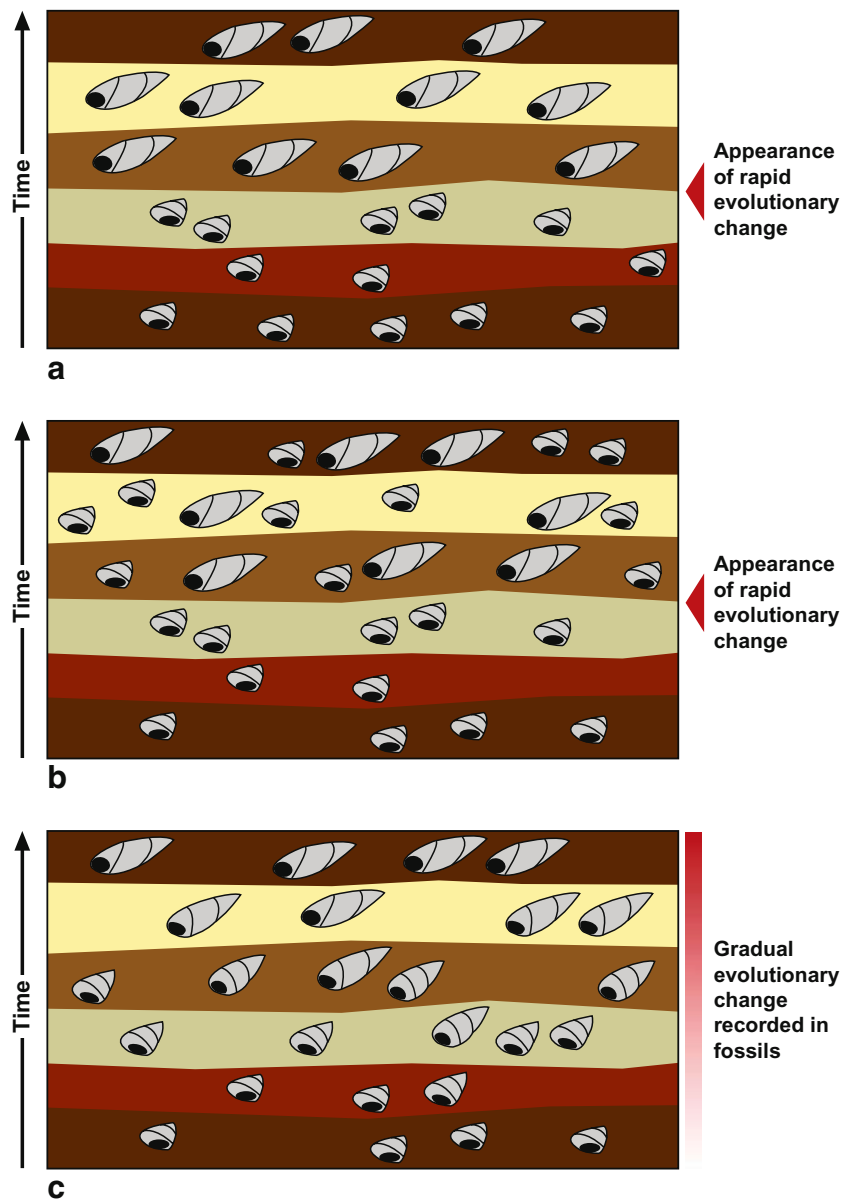 Time
Appearance
of rapid
evolutionary
change
a
Time
Appearance
of rapid
evolutionary
change
b
Time
Gradual
evolutionary
change
recorded in
fossils
c